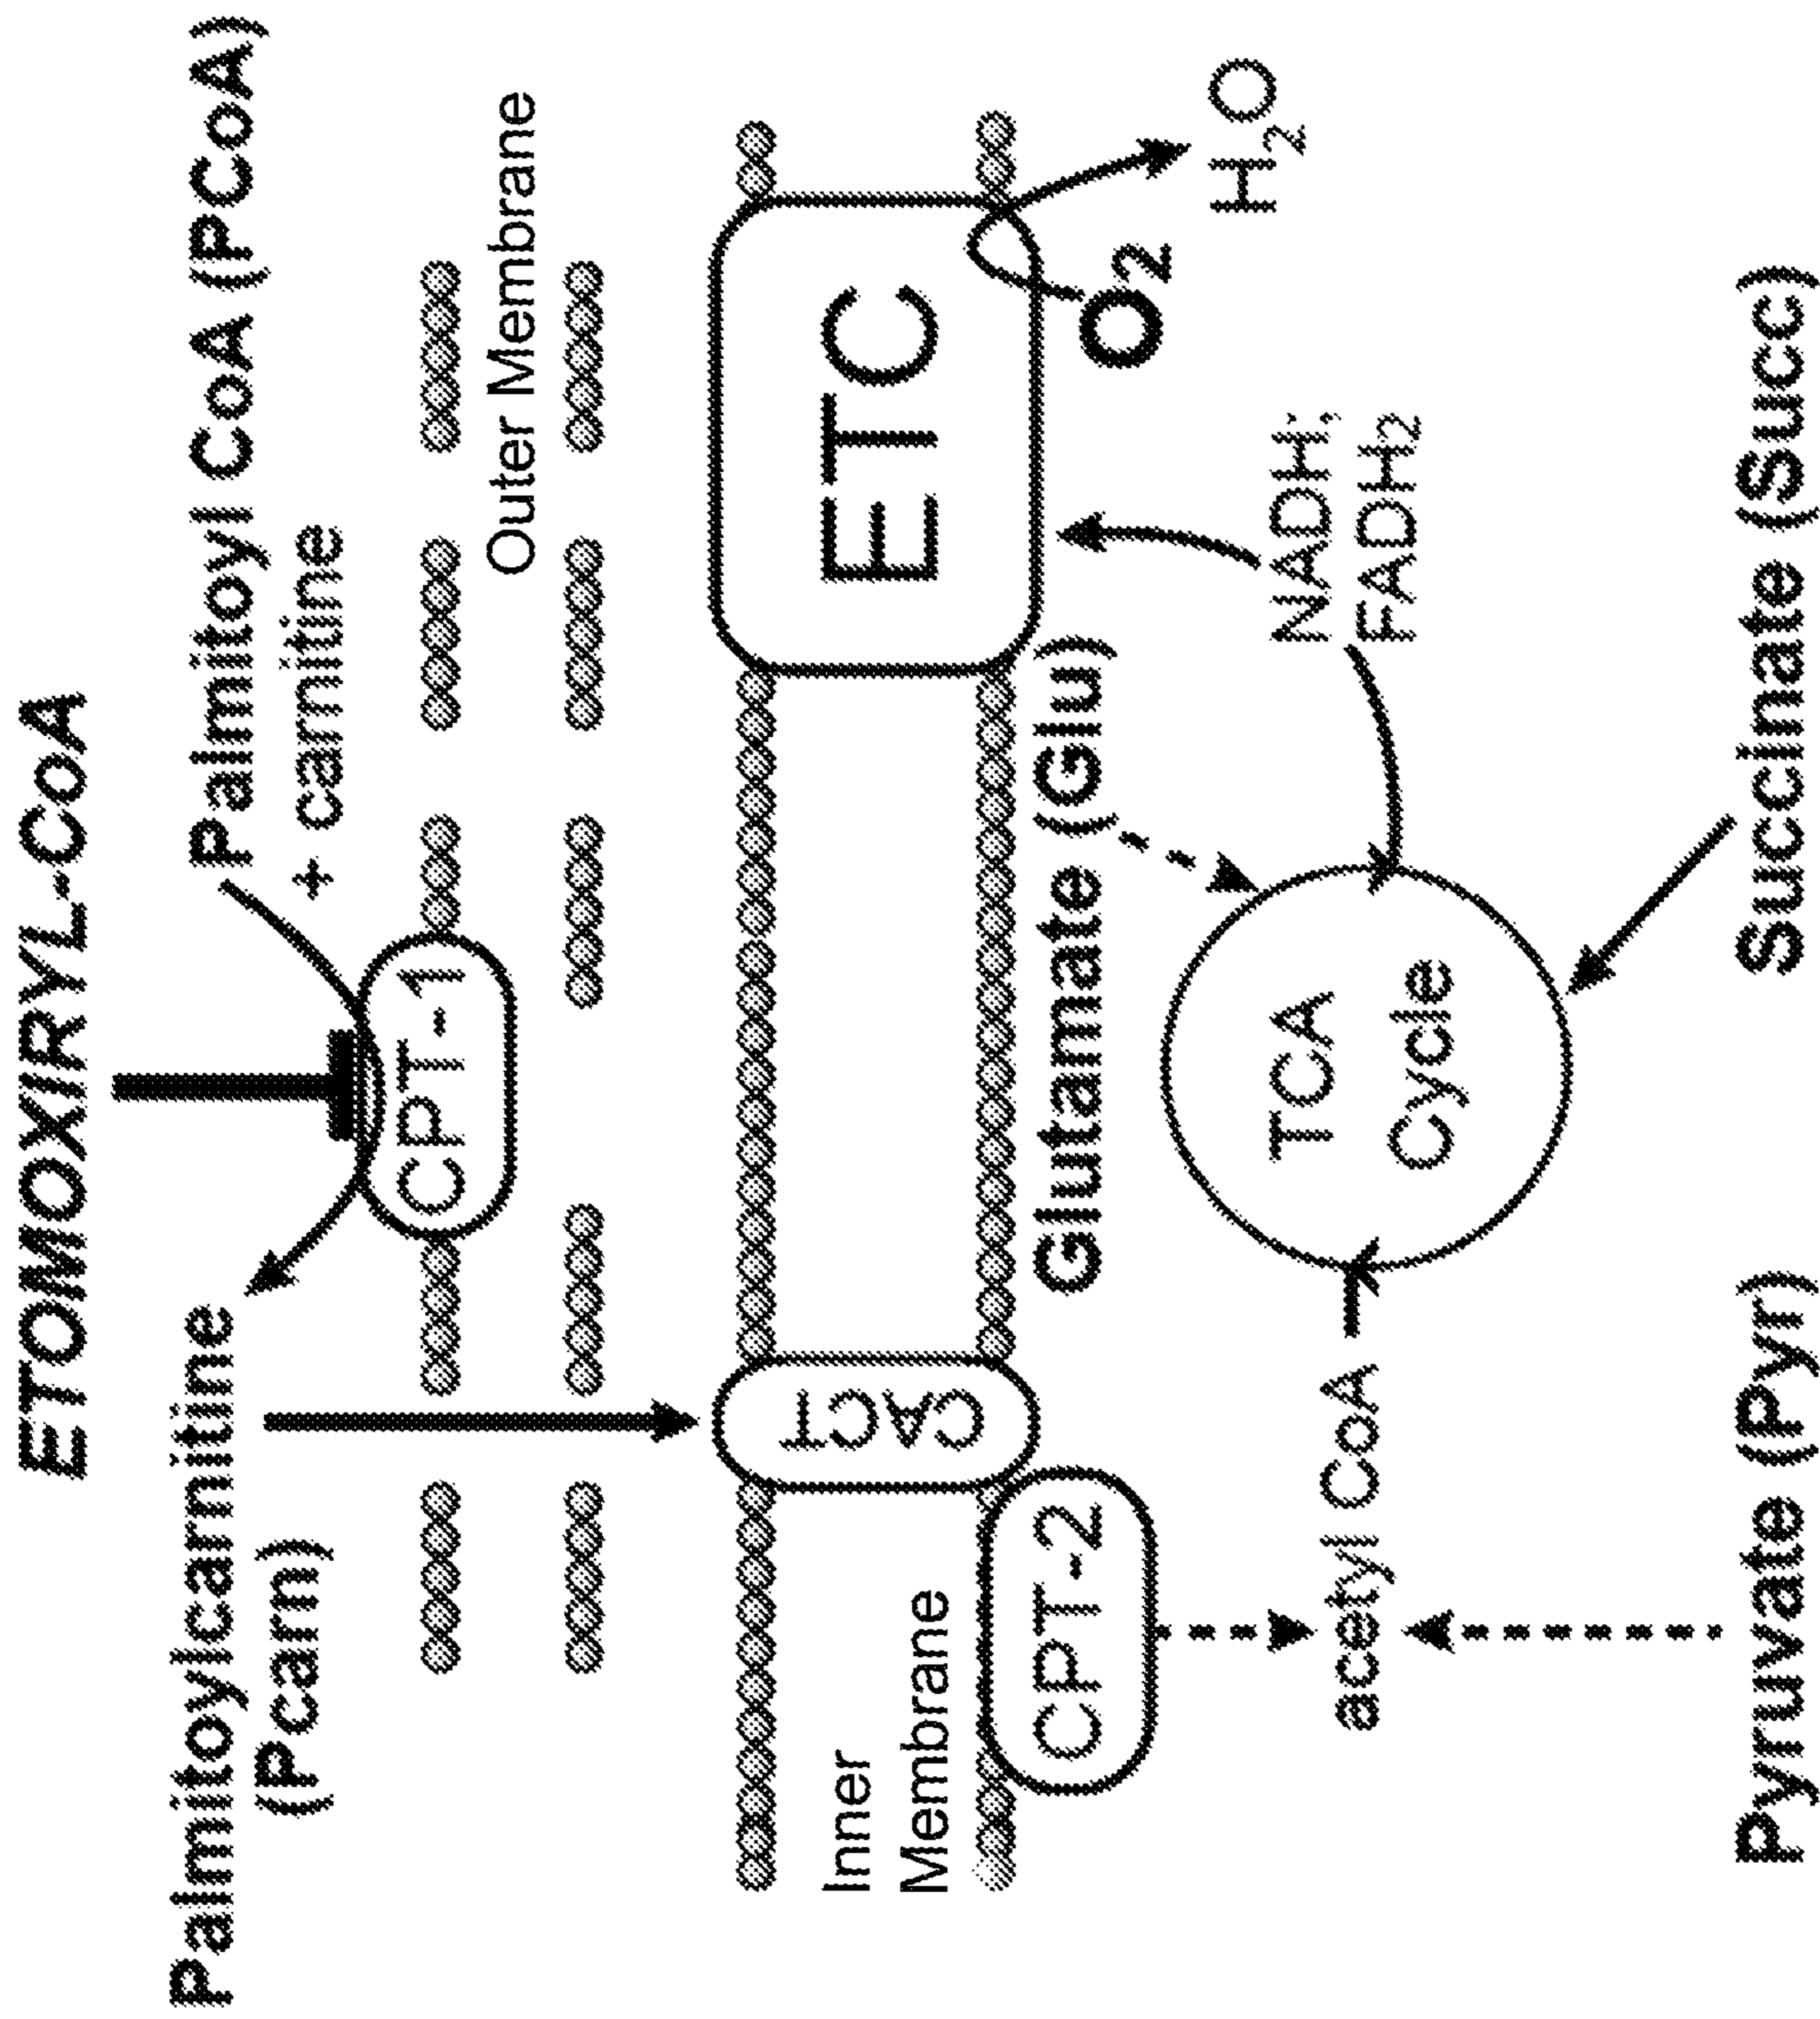 ETOMOXIRYL-CoA
Palmitoylcarnitine
(Pcarn)
Palmitoyl CoA (PCoA)
+ carnitine
CPT-1
Outer Membrane
Inner
Membrane
CACT
ETC
CPT-2
Glutamate (Glu)
O2
H2O
NADH;
FADH2
acetyl CoA
TCA
Cycle
Pyruvate (Pyr)
Succinate (Succ)